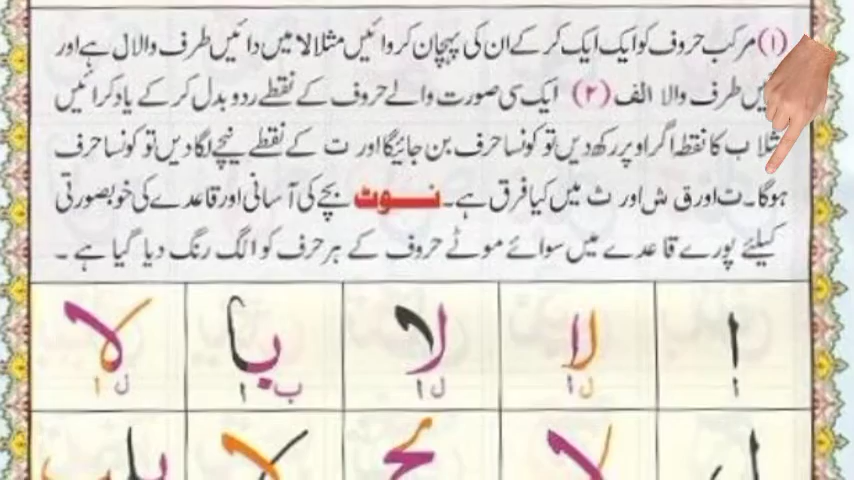 (۱) مرکب حروف کو ایک ایک کر کے ان کی پہچان کروائیں مثلا لا میں دائیں طرف والا ل ہے اور
طرف والا الف (۲) ایک سی صورت والے حروف کے نقطے ردو بدل کر کے یاد کرائیں
ب کا نقطہ اگر اوپر رکھ دیں تو کونسا حرف بن جائیگا اور ت کے نقطے نیچے لگا دیں تو کونسا حرف
ہوگا۔ ت اور ق ش اور ث میں کیا فرق ہے۔ نوٹ بچے کی آسانی اور قاعدے کی خوبصورتی
کیلئے پورے قاعدے میں سوائے موٹے حروف کے ہر حرف کو الگ رنگ دیا گیا ہے۔
ا لا لا با لا
ا ل ا ل ا ب ا ل ا